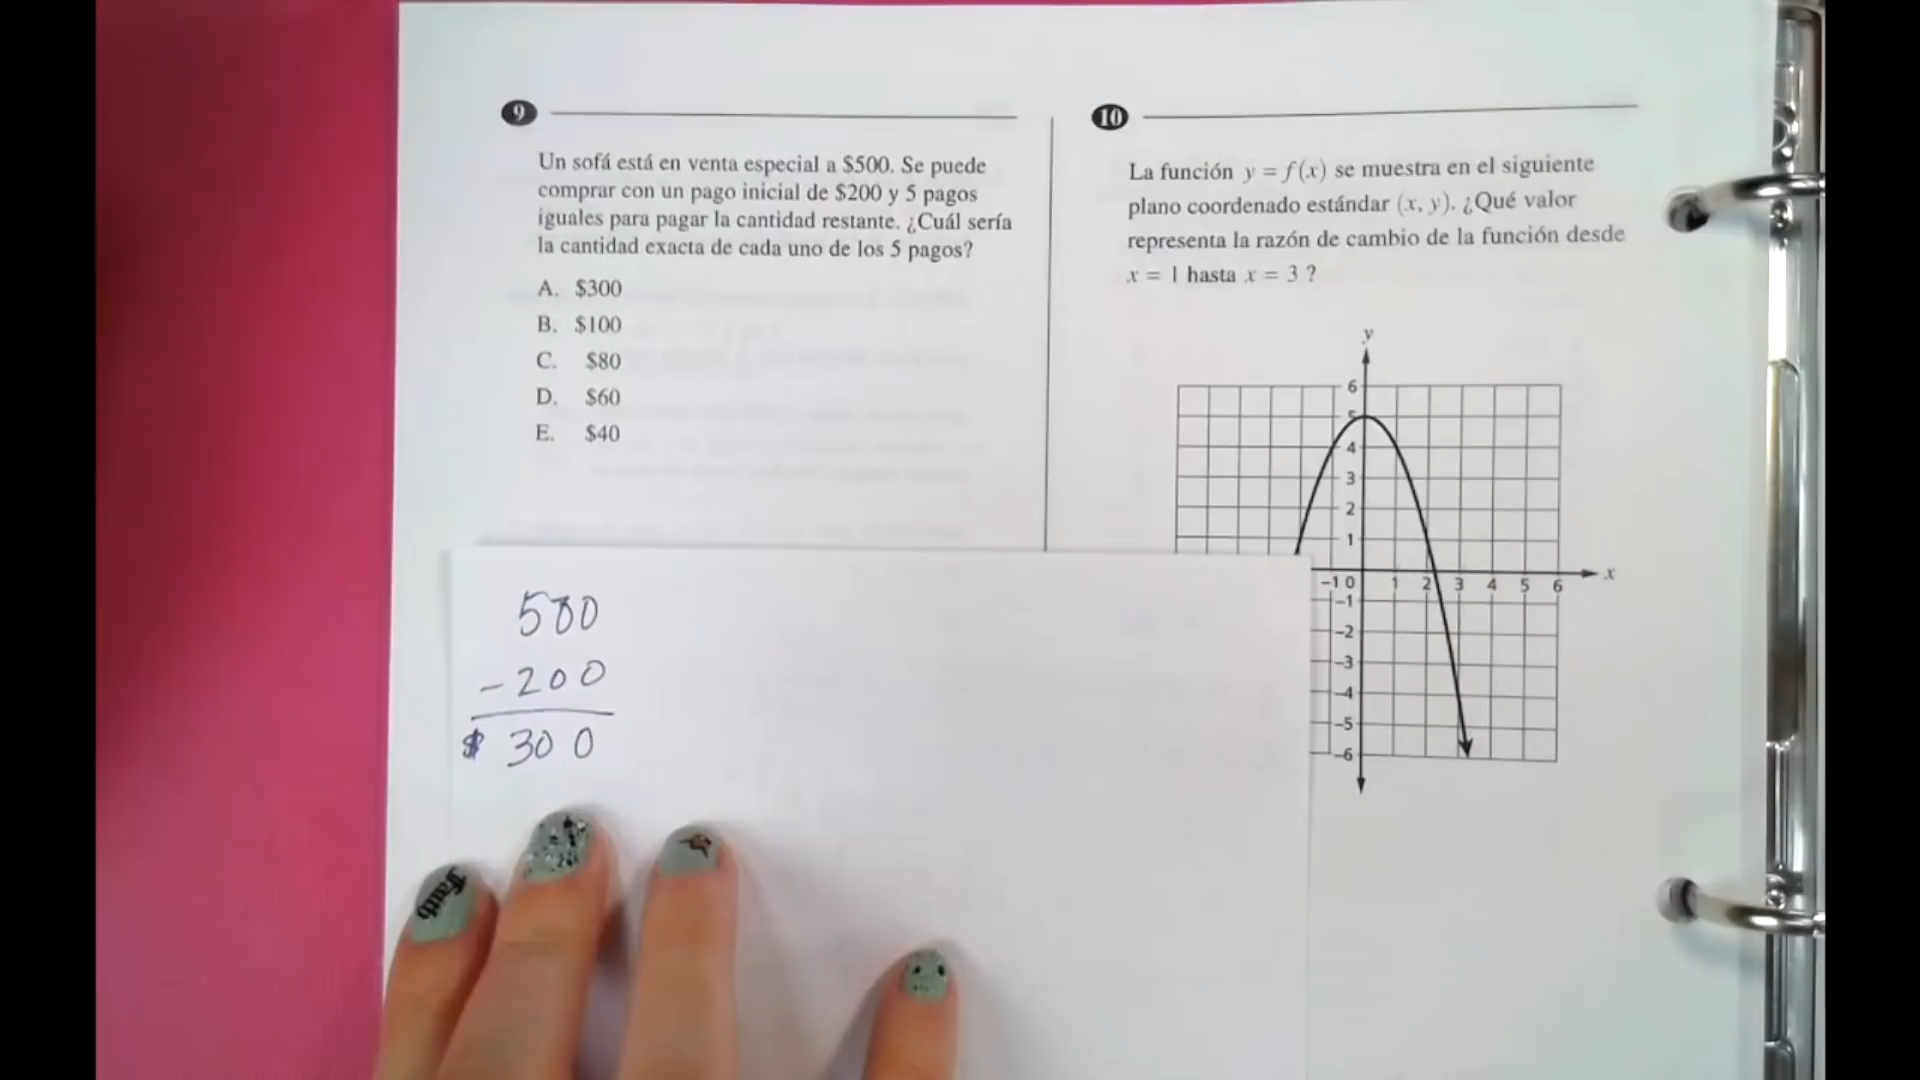 9
Un sofá está en venta especial a $500. Se puede
comprar con un pago inicial de $200 y 5 pagos
iguales para pagar la cantidad restante. ¿Cuál sería
la cantidad exacta de cada uno de los 5 pagos?
A. $300
B. $100
C. $80
D. $60
E. $40
10
La función y = f(x) se muestra en el siguiente
plano coordenado estándar (x, y). ¿Qué valor
representa la razón de cambio de la función desde
x = 1 hasta x = 3 ?
y
6
5
4
3
2
1
-1 0 1 2 3 4 5 6 x
-1
-2
-3
-4
-5
-6
500
- 200
$ 300
Faith